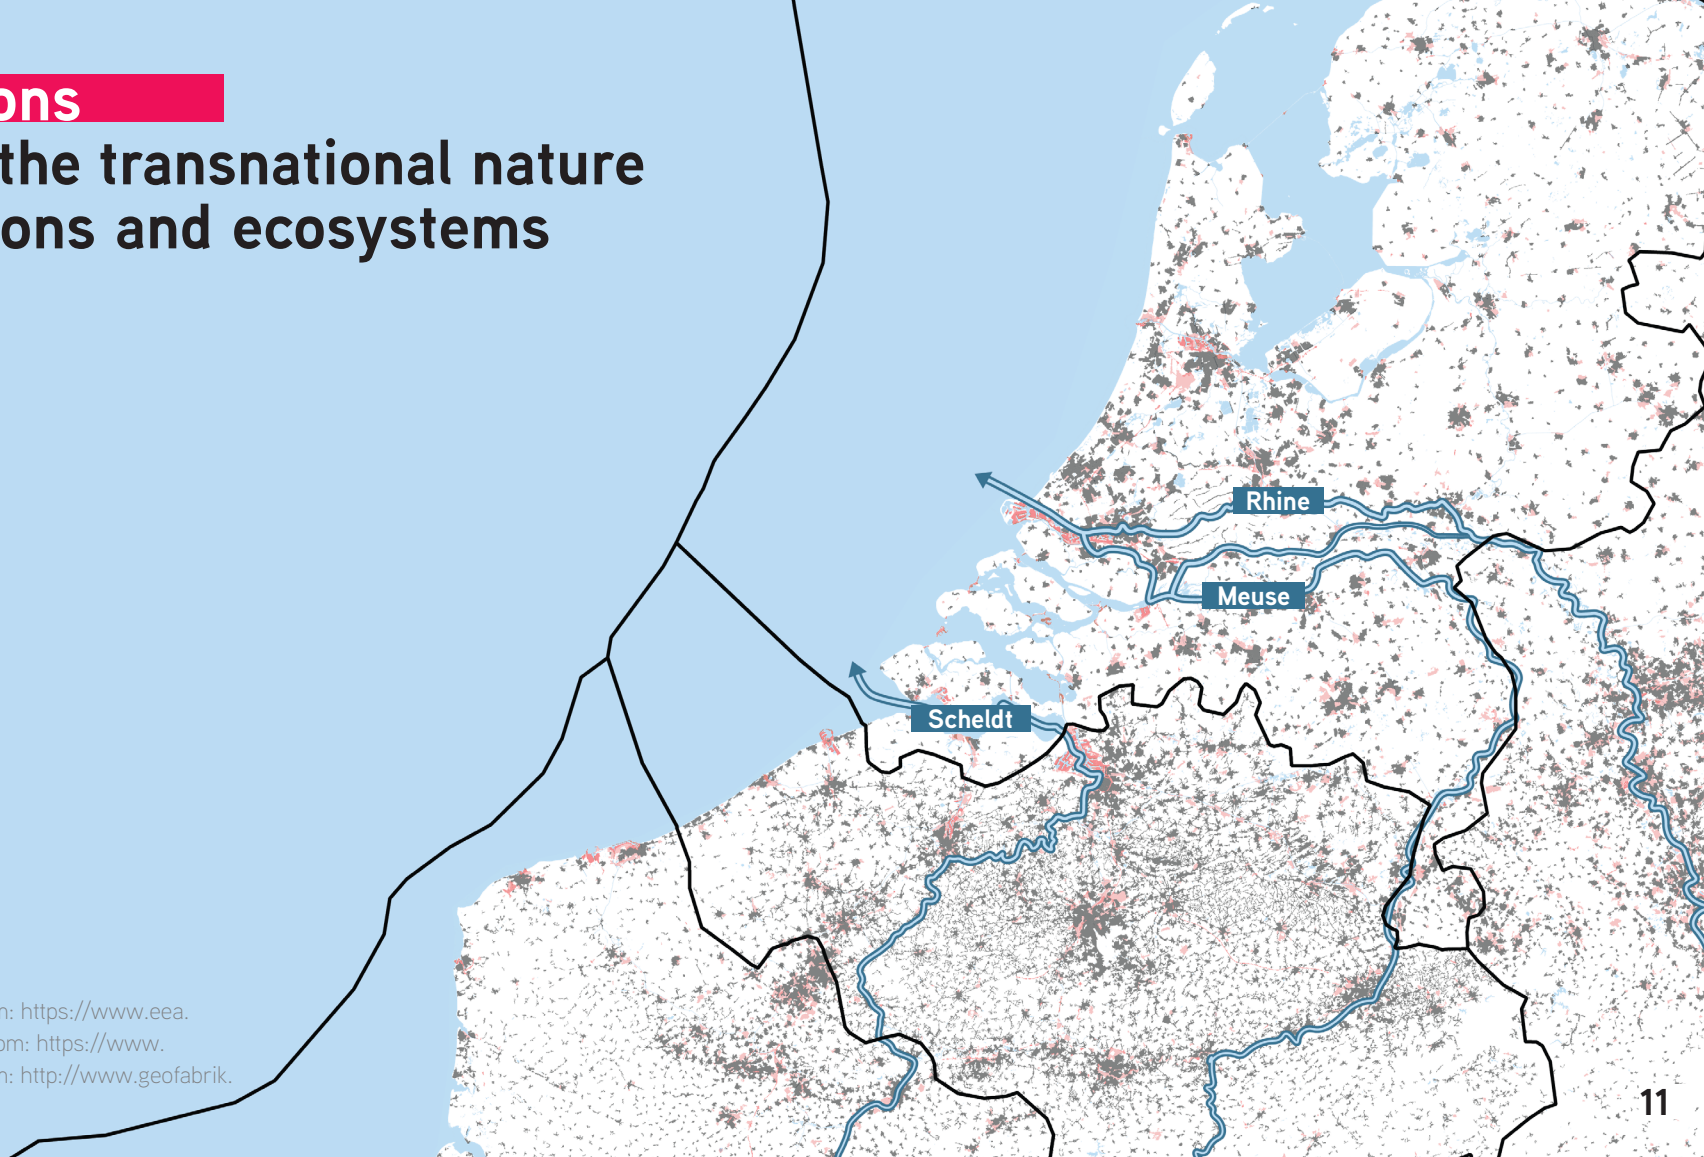 ons
the transnational nature
ons and ecosystems
Rhine
Meuse
Scheldt
m: https://www.eea.
om: https://www.
m: http://www.geofabrik.
11